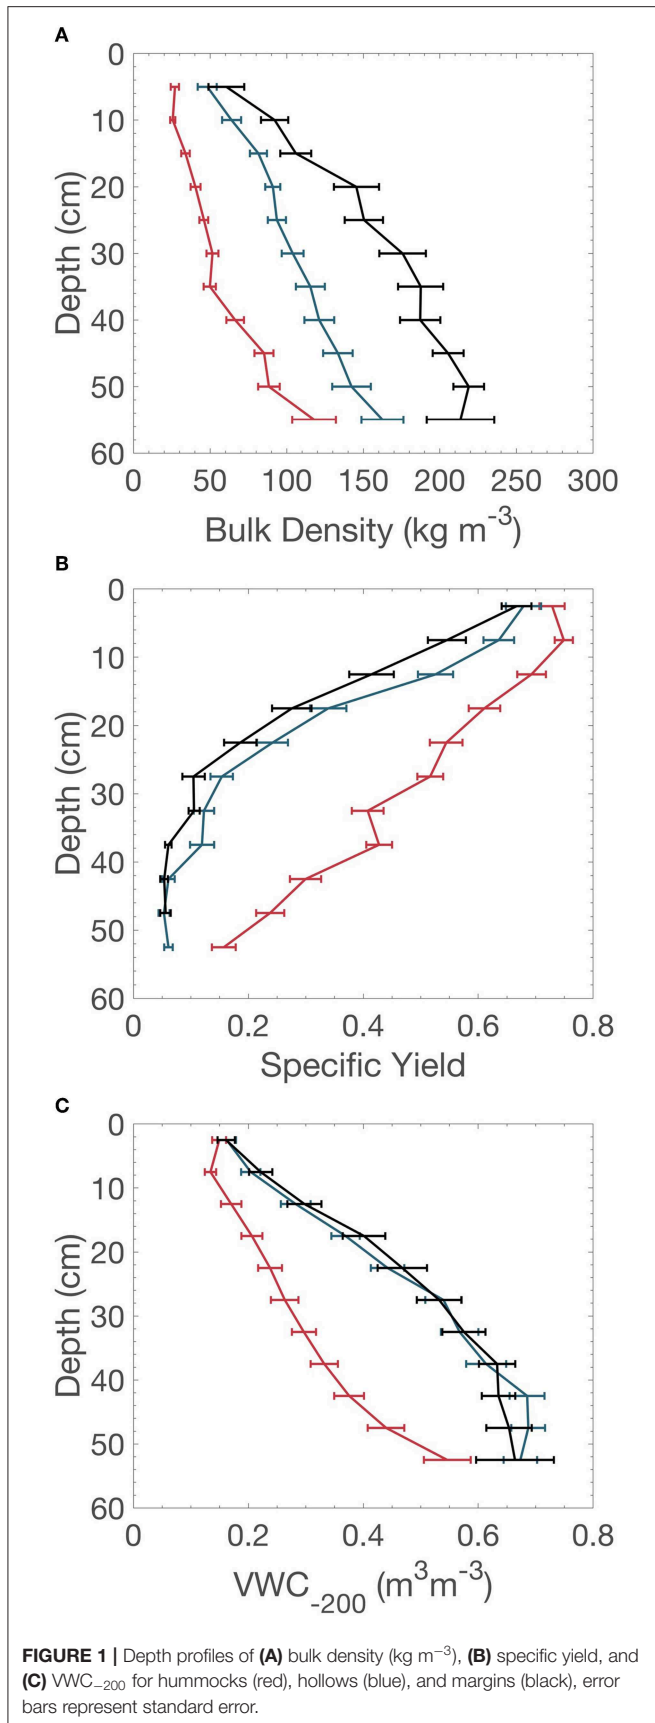 A
0
10
20
30
40
50
60
Depth (cm)
0 50 100 150 200 250 300
Bulk Density (kg m⁻³)
B
0
10
20
30
40
50
60
Depth (cm)
0 0.2 0.4 0.6 0.8
Specific Yield
C
0
10
20
30
40
50
60
Depth (cm)
0 0.2 0.4 0.6 0.8
VWC₋₂₀₀ (m³m⁻³)
FIGURE 1 | Depth profiles of (A) bulk density (kg m⁻³), (B) specific yield, and
(C) VWC₋₂₀₀ for hummocks (red), hollows (blue), and margins (black), error
bars represent standard error.